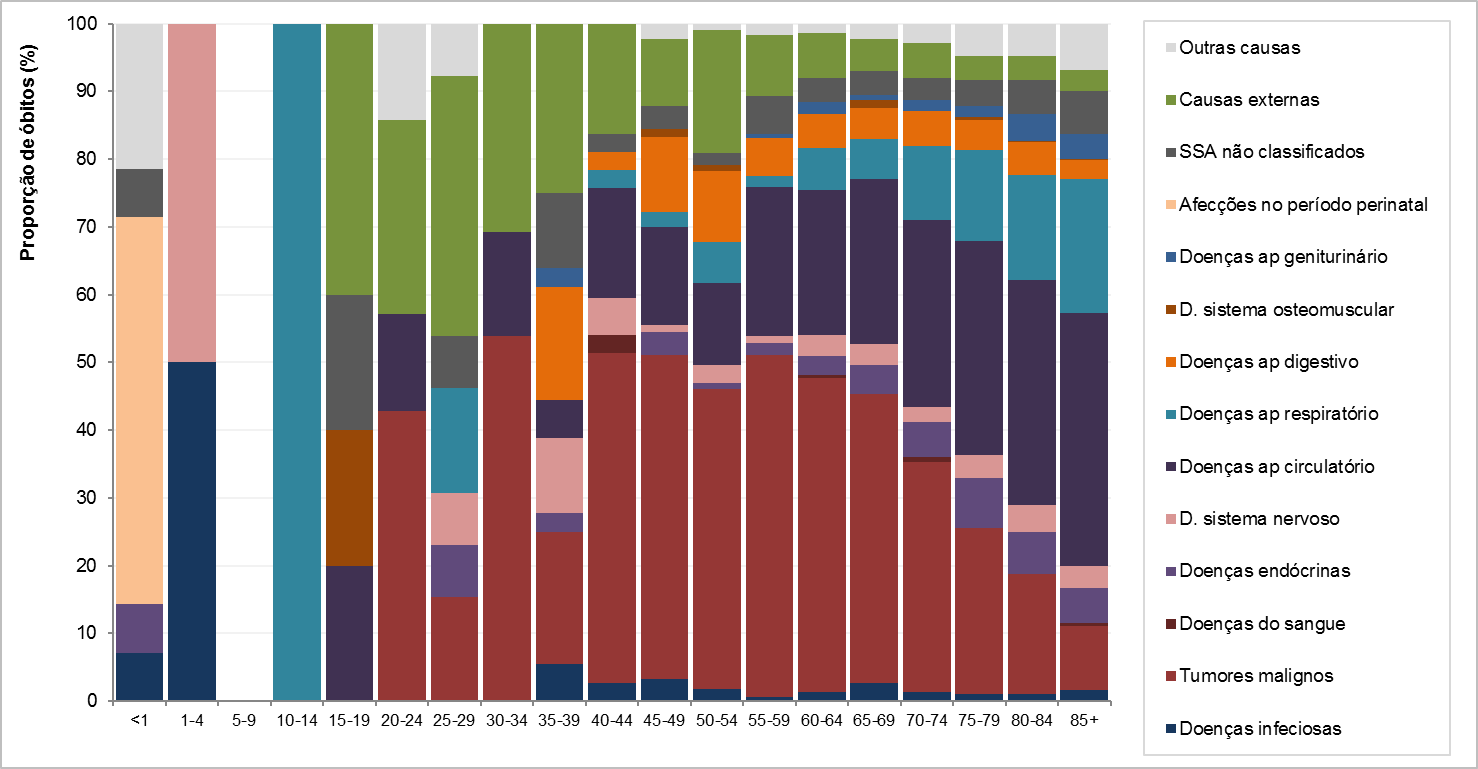 Proporção de óbitos (%)
100
90
80
70
60
50
40
30
20
10
0
<1 1-4 5-9 10-14 15-19 20-24 25-29 30-34 35-39 40-44 45-49 50-54 55-59 60-64 65-69 70-74 75-79 80-84 85+
Outras causas
Causas externas
SSA não classificados
Afecções no período perinatal
Doenças ap geniturinário
D. sistema osteomuscular
Doenças ap digestivo
Doenças ap respiratório
Doenças ap circulatório
D. sistema nervoso
Doenças endócrinas
Doenças do sangue
Tumores malignos
Doenças infeciosas